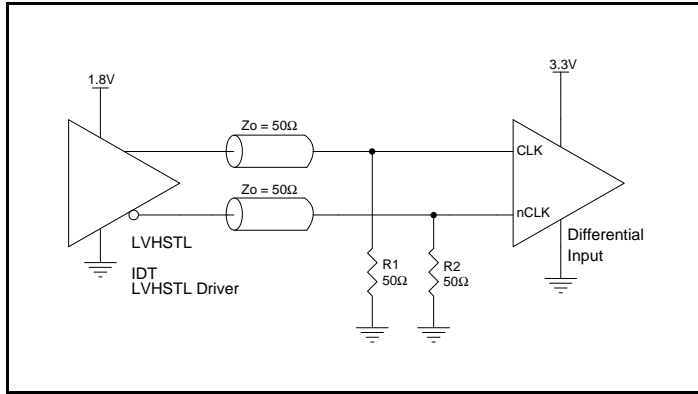 1.8V
3.3V
Zo = 50Ω
CLK
Zo = 50Ω
nCLK
LVHSTL
IDT
LVHSTL Driver
R1
50Ω
R2
50Ω
Differential
Input